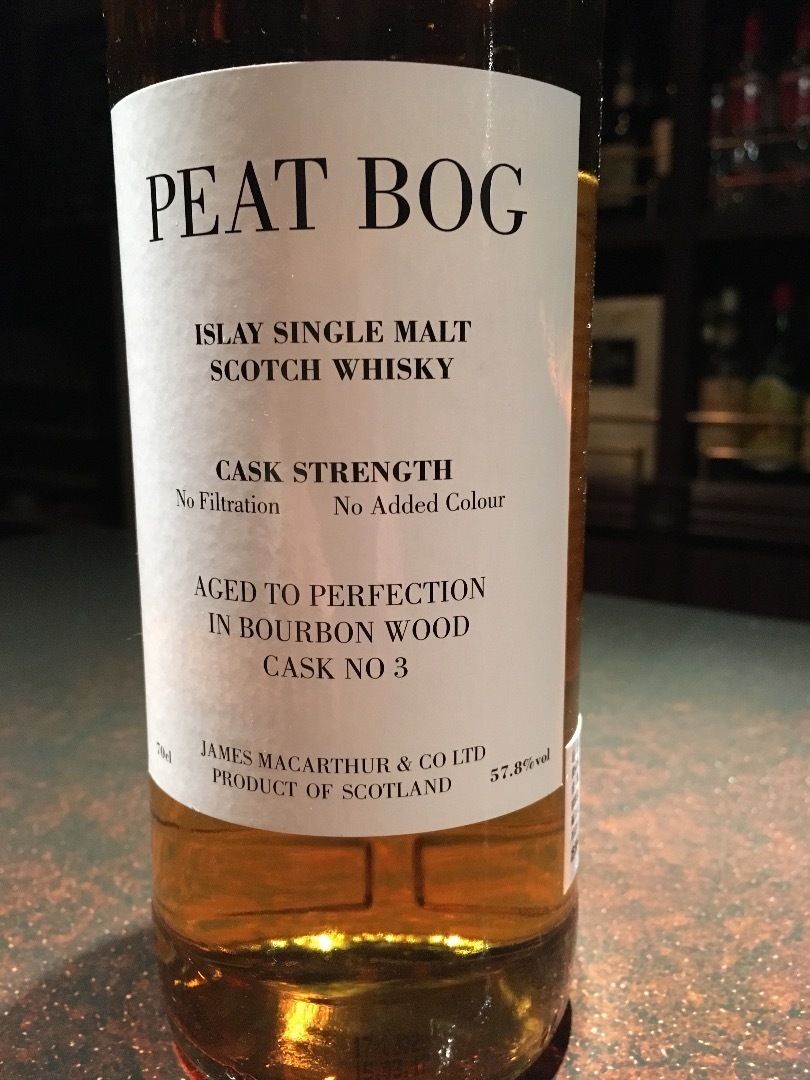 PEAT BOG
ISLAY SINGLE MALT
SCOTCH WHISKY
CASK STRENGTH
No Filtration No Added Colour
AGED TO PERFECTION
IN BOURBON WOOD
CASK NO 3
70cl
JAMES MACARTHUR & CO LTD
PRODUCT OF SCOTLAND
57.8%vol